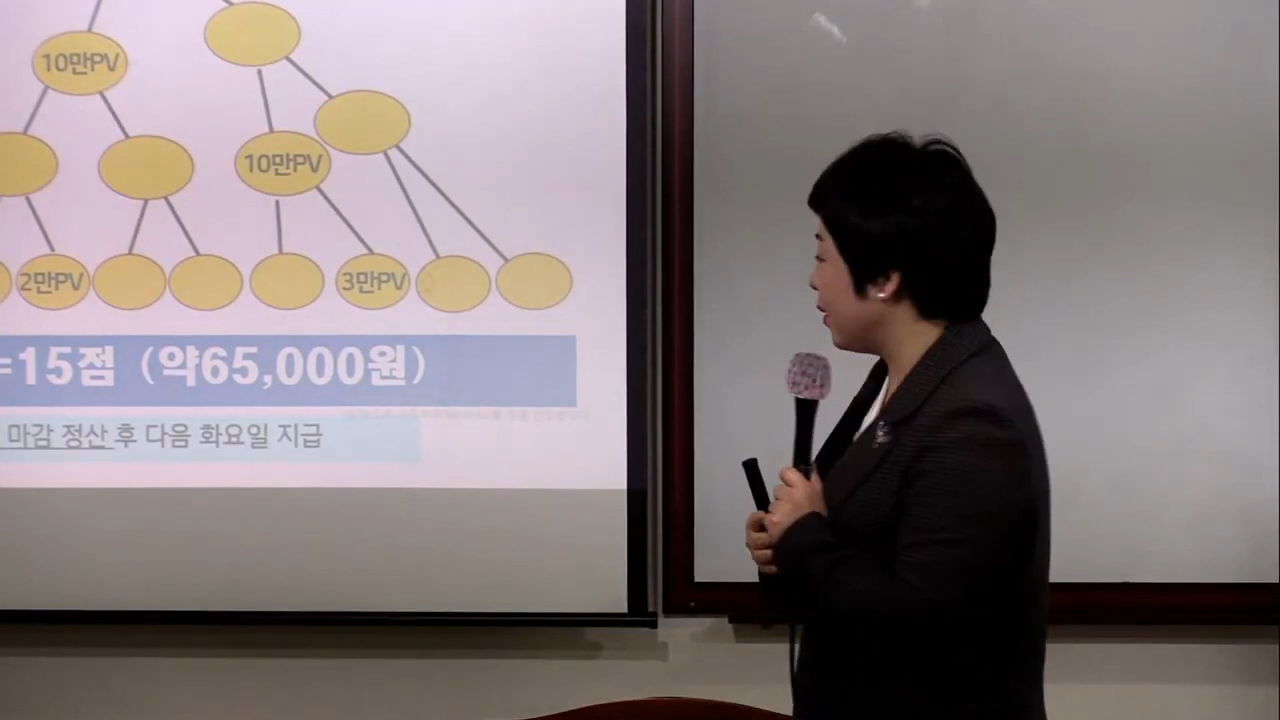 10만PV
10만PV
2만PV
3만PV
=15점 (약65,000원)
마감 정산 후 다음 화요일 지급